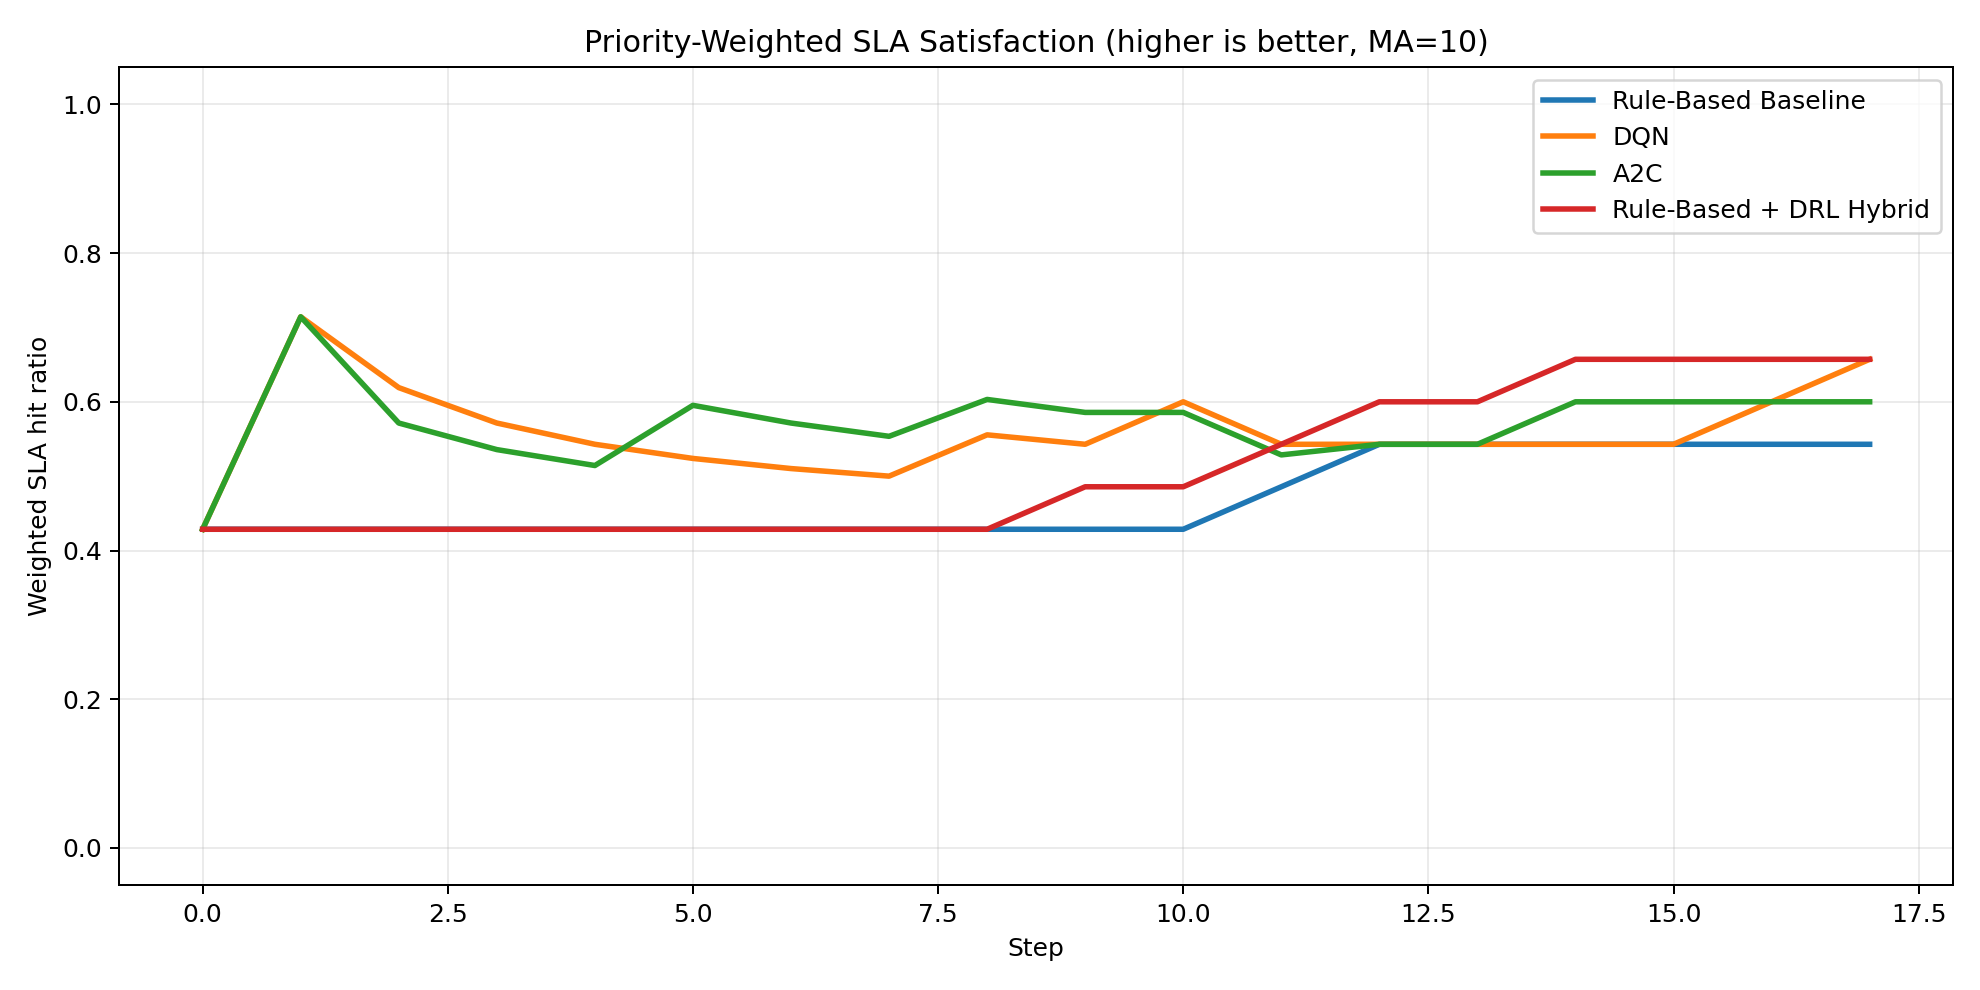 Priority-Weighted SLA Satisfaction (higher is better, MA=10)
Rule-Based Baseline
DQN
A2C
Rule-Based + DRL Hybrid
Weighted SLA hit ratio
1.0
0.8
0.6
0.4
0.2
0.0
0.0 2.5 5.0 7.5 10.0 12.5 15.0 17.5
Step